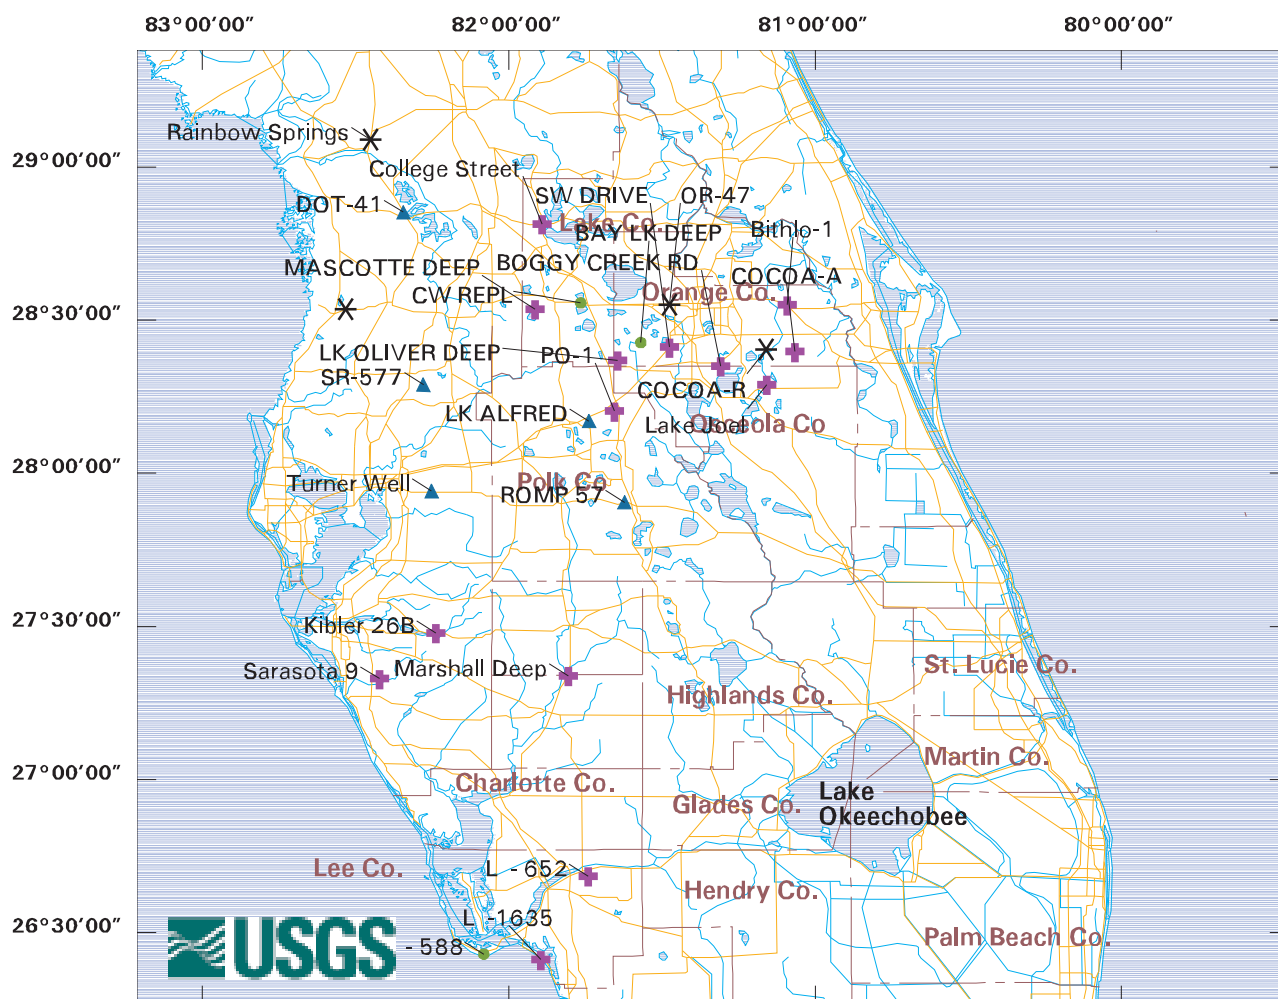 83°00'00" 82°00'00" 81°00'00" 80°00'00"
Rainbow Springs
29°00'00"
College Street
SW DRIVE OR-47
DOT-41
Lake Co.
BAY LK DEEP Bithlo-1
MASCOTTE DEEP BOGGY CREEK RD
COCOA-A
CW REPL
Orange Co.
28°30'00"
LK OLIVER DEEP PO-1
SR-577
COCOA-R
LK ALFRED
Lake Joel Osceola Co
28°00'00"
Turner Well Polk Co
ROMP 57
27°30'00"
Kibler 26B
Sarasota 9 Marshall Deep
St. Lucie Co.
Highlands Co.
Martin Co.
27°00'00"
Charlotte Co.
Lake
Okeechobee
Glades Co.
Lee Co.
L -652
Hendry Co.
26°30'00"
L -1635
Palm Beach Co.
-588
USGS